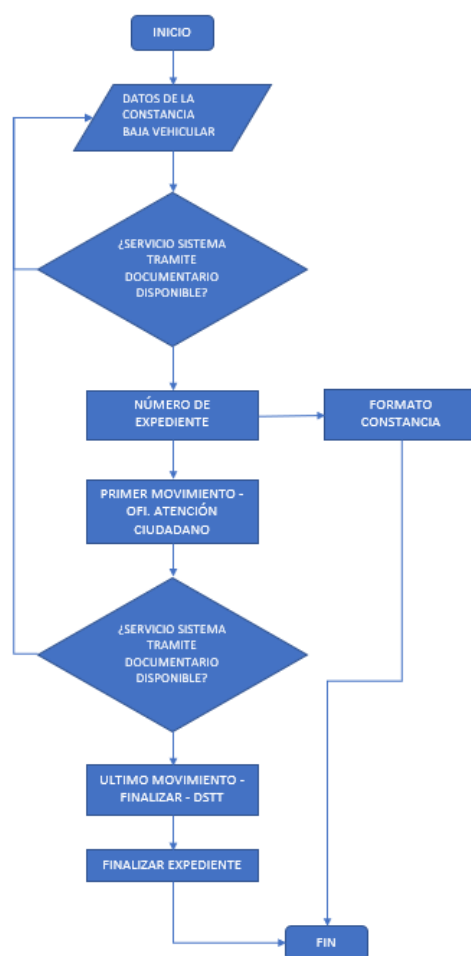 INICIO
DATOS DE LA
CONSTANCIA
BAJA VEHICULAR
¿SERVICIO SISTEMA
TRAMITE
DOCUMENTARIO
DISPONIBLE?
NÚMERO DE
EXPEDIENTE
FORMATO
CONSTANCIA
PRIMER MOVIMIENTO -
OFI. ATENCIÓN
CIUDADANO
¿SERVICIO SISTEMA
TRAMITE
DOCUMENTARIO
DISPONIBLE?
ULTIMO MOVIMIENTO -
FINALIZAR - DSTT
FINALIZAR EXPEDIENTE
FIN